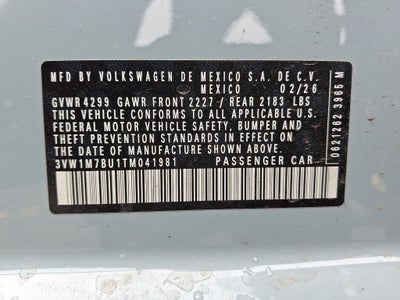 MFD BY VOLKSWAGEN DE MEXICO S.A. DE C.V.
MEXICO 02/26
GVWR 4299 GAWR FRONT 2227 / REAR 2183 LBS
THIS VEHICLE CONFORMS TO ALL APPLICABLE U.S.
FEDERAL MOTOR VEHICLE SAFETY, BUMPER AND
THEFT PREVENTION STANDARDS IN EFFECT ON THE
DATE OF MANUFACTURE SHOWN ABOVE.
3VW1M7BU1TM041981 PASSENGER CAR
0621262 3965 M